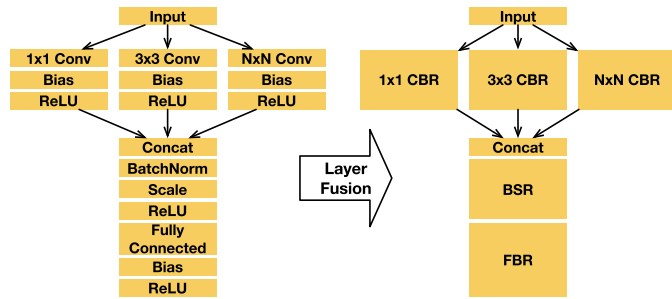 Input
1x1 Conv
Bias
ReLU
3x3 Conv
Bias
ReLU
NxN Conv
Bias
ReLU
Concat
BatchNorm
Scale
ReLU
Fully
Connected
Bias
ReLU
Layer
Fusion
Input
1x1 CBR
3x3 CBR
NxN CBR
Concat
BSR
FBR